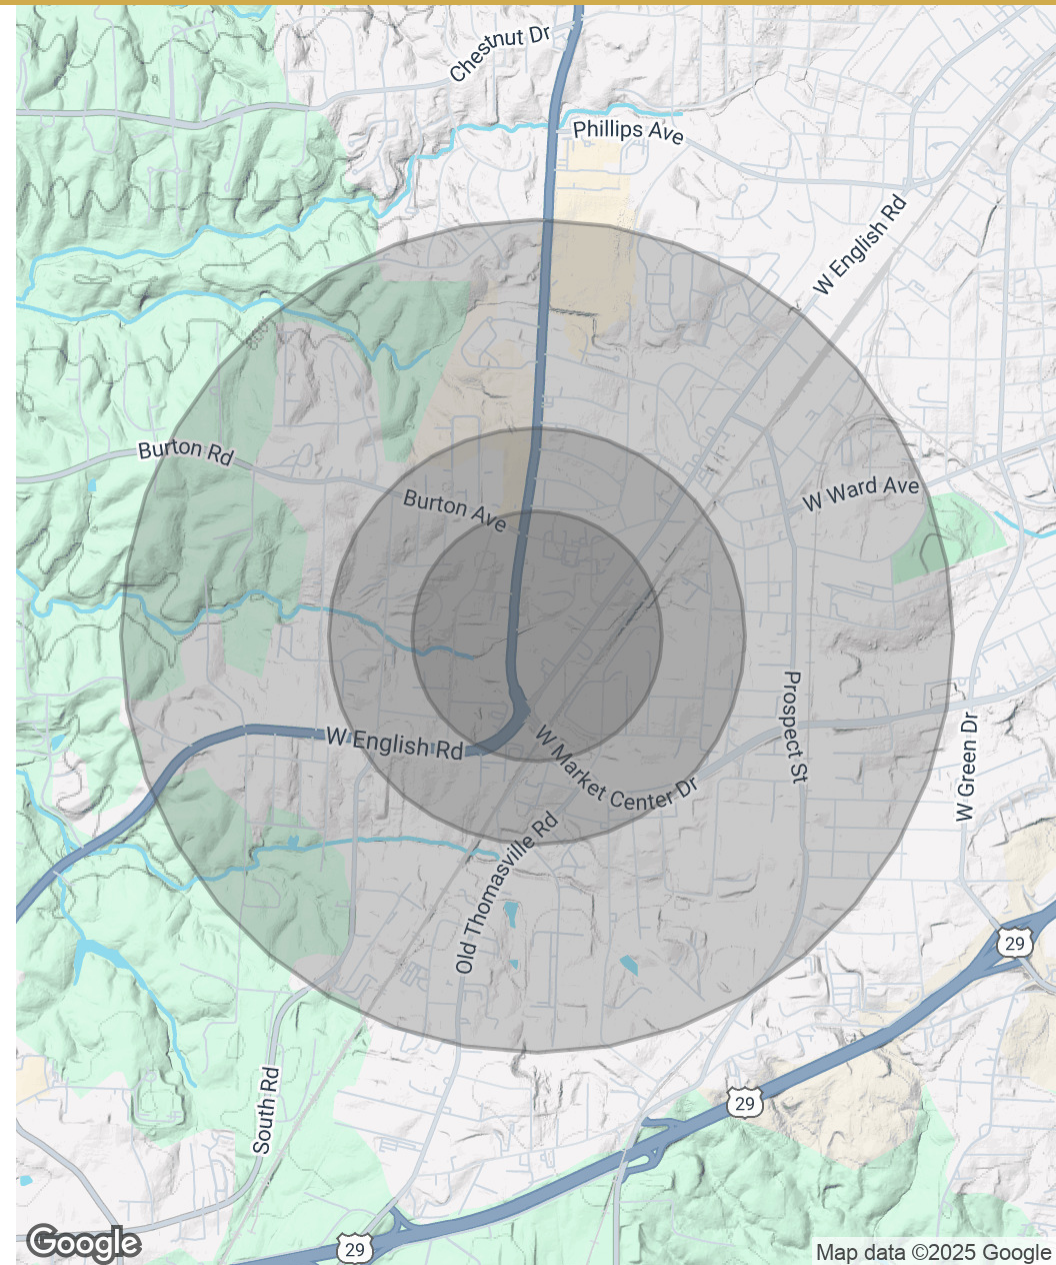 Chestnut Dr
Phillips Ave
W English Rd
Burton Rd
W Ward Ave
Burton Ave
Prospect St
W Green Dr
W English Rd
W Market Center Dr
Old Thomasville Rd
29
South Rd
29
29
Google
Map data ©2025 Google